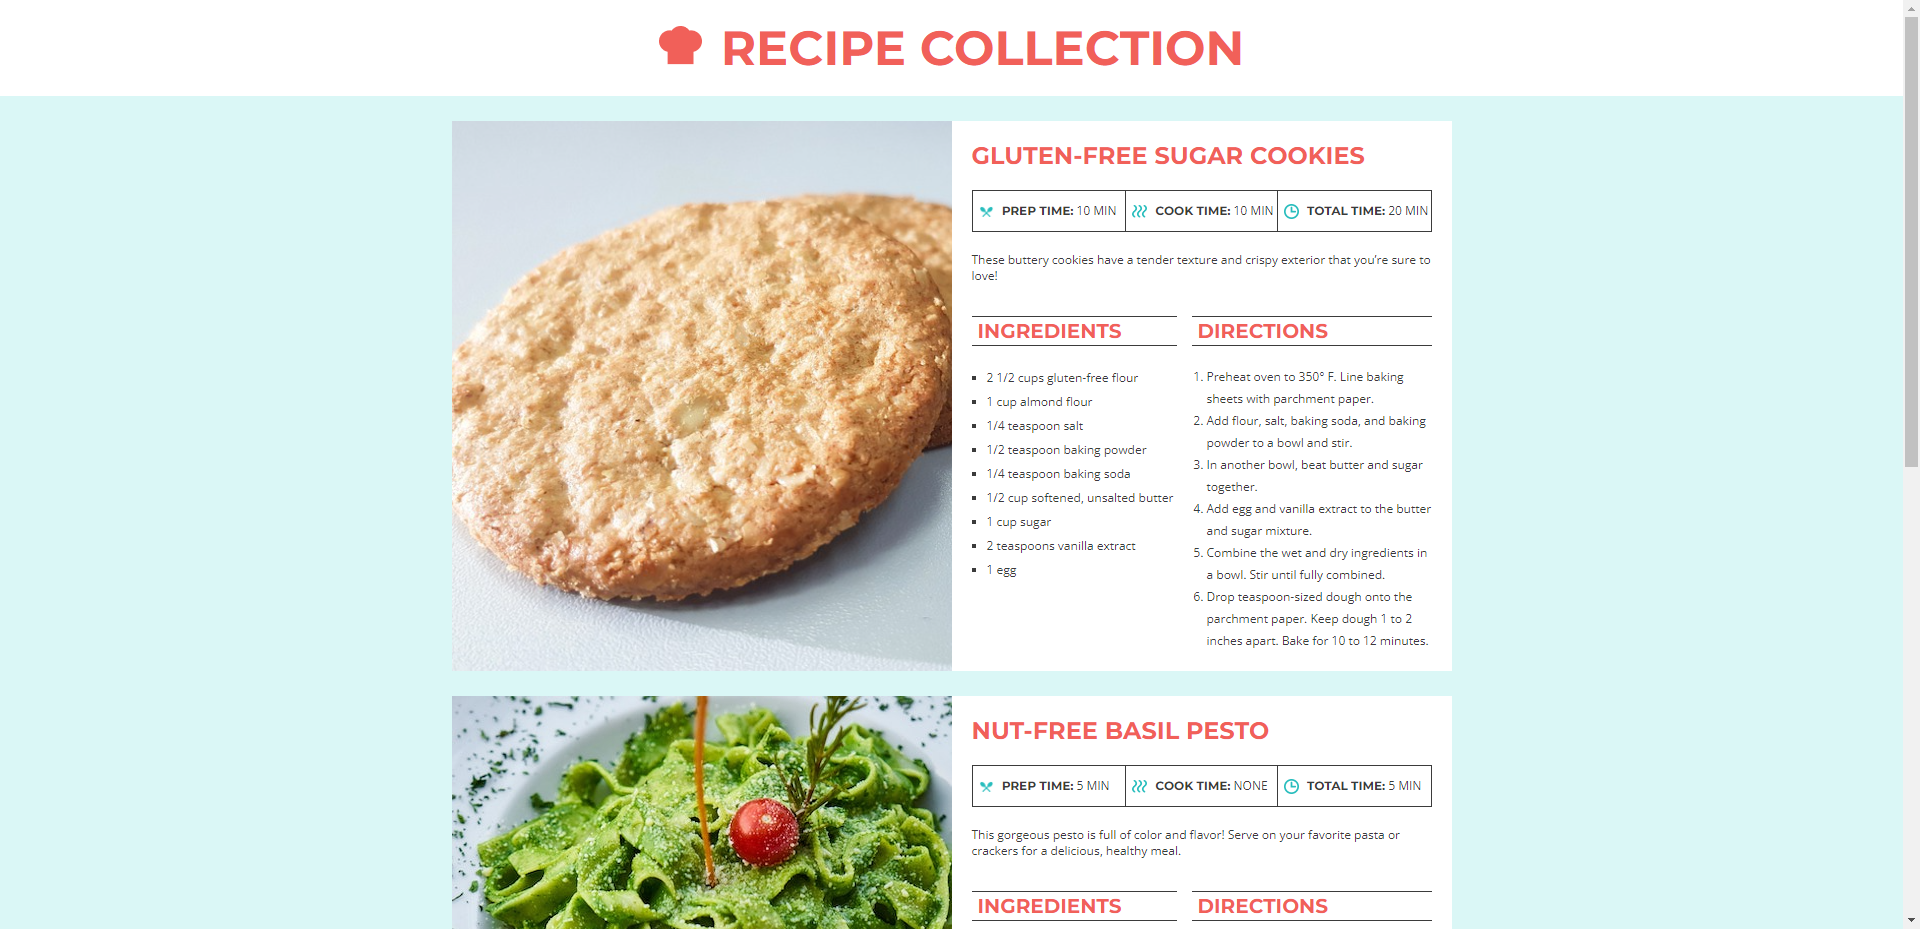 RECIPE COLLECTION
GLUTEN-FREE SUGAR COOKIES
PREP TIME: 10 MIN COOK TIME: 10 MIN TOTAL TIME: 20 MIN
These buttery cookies have a tender texture and crispy exterior that you’re sure to
love!
INGREDIENTS
2 1/2 cups gluten-free flour
1 cup almond flour
1/4 teaspoon salt
1/2 teaspoon baking powder
1/4 teaspoon baking soda
1/2 cup softened, unsalted butter
1 cup sugar
2 teaspoons vanilla extract
1 egg
DIRECTIONS
1. Preheat oven to 350° F. Line baking
sheets with parchment paper.
2. Add flour, salt, baking soda, and baking
powder to a bowl and stir.
3. In another bowl, beat butter and sugar
together.
4. Add egg and vanilla extract to the butter
and sugar mixture.
5. Combine the wet and dry ingredients in
a bowl. Stir until fully combined.
6. Drop teaspoon-sized dough onto the
parchment paper. Keep dough 1 to 2
inches apart. Bake for 10 to 12 minutes.
NUT-FREE BASIL PESTO
PREP TIME: 5 MIN COOK TIME: NONE TOTAL TIME: 5 MIN
This gorgeous pesto is full of color and flavor! Serve on your favorite pasta or
crackers for a delicious, healthy meal.
INGREDIENTS
DIRECTIONS